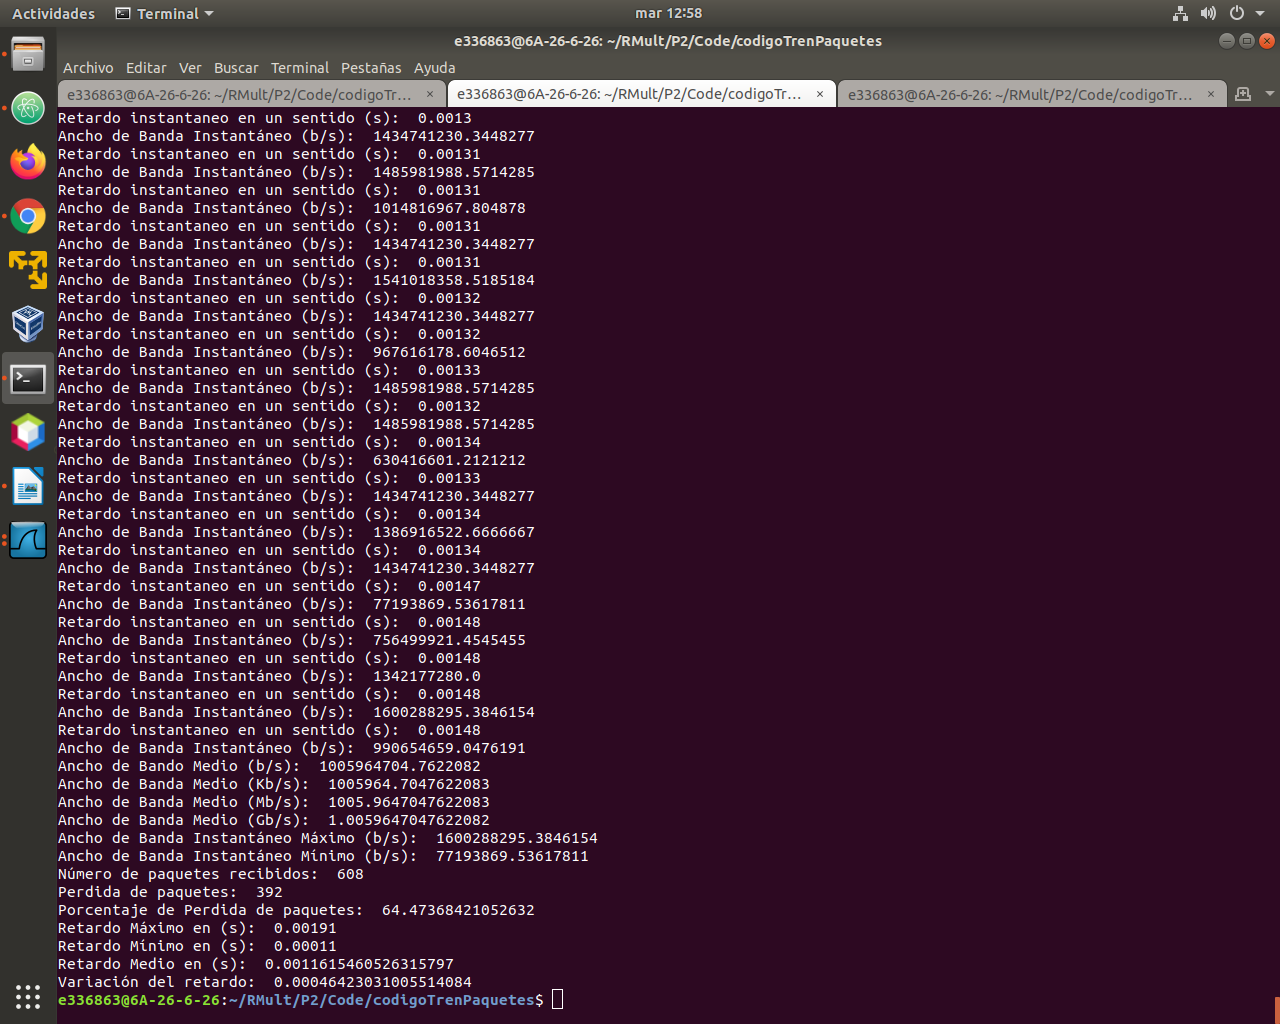 Actividades Terminal mar 12:58
e336863@6A-26-6-26: ~/RMult/P2/Code/codigoTrenPaquetes
Archivo Editar Ver Buscar Terminal Pestañas Ayuda
e336863@6A-26-6-26: ~/RMult/P2/Code/codigoTr... × e336863@6A-26-6-26: ~/RMult/P2/Code/codigoTr... × e336863@6A-26-6-26: ~/RMult/P2/Code/codigoTr... ×
Retardo instantaneo en un sentido (s):  0.0013
Ancho de Banda Instantáneo (b/s):  1434741230.3448277
Retardo instantaneo en un sentido (s):  0.00131
Ancho de Banda Instantáneo (b/s):  1485981988.5714285
Retardo instantaneo en un sentido (s):  0.00131
Ancho de Banda Instantáneo (b/s):  1014816967.804878
Retardo instantaneo en un sentido (s):  0.00131
Ancho de Banda Instantáneo (b/s):  1434741230.3448277
Retardo instantaneo en un sentido (s):  0.00131
Ancho de Banda Instantáneo (b/s):  1541018358.5185184
Retardo instantaneo en un sentido (s):  0.00132
Ancho de Banda Instantáneo (b/s):  1434741230.3448277
Retardo instantaneo en un sentido (s):  0.00132
Ancho de Banda Instantáneo (b/s):  967616178.6046512
Retardo instantaneo en un sentido (s):  0.00133
Ancho de Banda Instantáneo (b/s):  1485981988.5714285
Retardo instantaneo en un sentido (s):  0.00132
Ancho de Banda Instantáneo (b/s):  1485981988.5714285
Retardo instantaneo en un sentido (s):  0.00134
Ancho de Banda Instantáneo (b/s):  630416601.2121212
Retardo instantaneo en un sentido (s):  0.00133
Ancho de Banda Instantáneo (b/s):  1434741230.3448277
Retardo instantaneo en un sentido (s):  0.00134
Ancho de Banda Instantáneo (b/s):  1386916522.6666667
Retardo instantaneo en un sentido (s):  0.00134
Ancho de Banda Instantáneo (b/s):  1434741230.3448277
Retardo instantaneo en un sentido (s):  0.00147
Ancho de Banda Instantáneo (b/s):  77193869.53617811
Retardo instantaneo en un sentido (s):  0.00148
Ancho de Banda Instantáneo (b/s):  756499921.4545455
Retardo instantaneo en un sentido (s):  0.00148
Ancho de Banda Instantáneo (b/s):  1342177280.0
Retardo instantaneo en un sentido (s):  0.00148
Ancho de Banda Instantáneo (b/s):  1600288295.3846154
Retardo instantaneo en un sentido (s):  0.00148
Ancho de Banda Instantáneo (b/s):  990654659.0476191
Ancho de Bando Medio (b/s):  1005964704.7622082
Ancho de Banda Medio (Kb/s):  1005964.7047622083
Ancho de Banda Medio (Mb/s):  1005.9647047622083
Ancho de Banda Medio (Gb/s):  1.0059647047622082
Ancho de Banda Instantáneo Máximo (b/s):  1600288295.3846154
Ancho de Banda Instantáneo Mínimo (b/s):  77193869.53617811
Número de paquetes recibidos:  608
Perdida de paquetes:  392
Porcentaje de Perdida de paquetes:  64.47368421052632
Retardo Máximo en (s):  0.00191
Retardo Mínimo en (s):  0.00011
Retardo Medio en (s):  0.0011615460526315797
Variación del retardo:  0.00046423031005514084
e336863@6A-26-6-26:~/RMult/P2/Code/codigoTrenPaquetes$